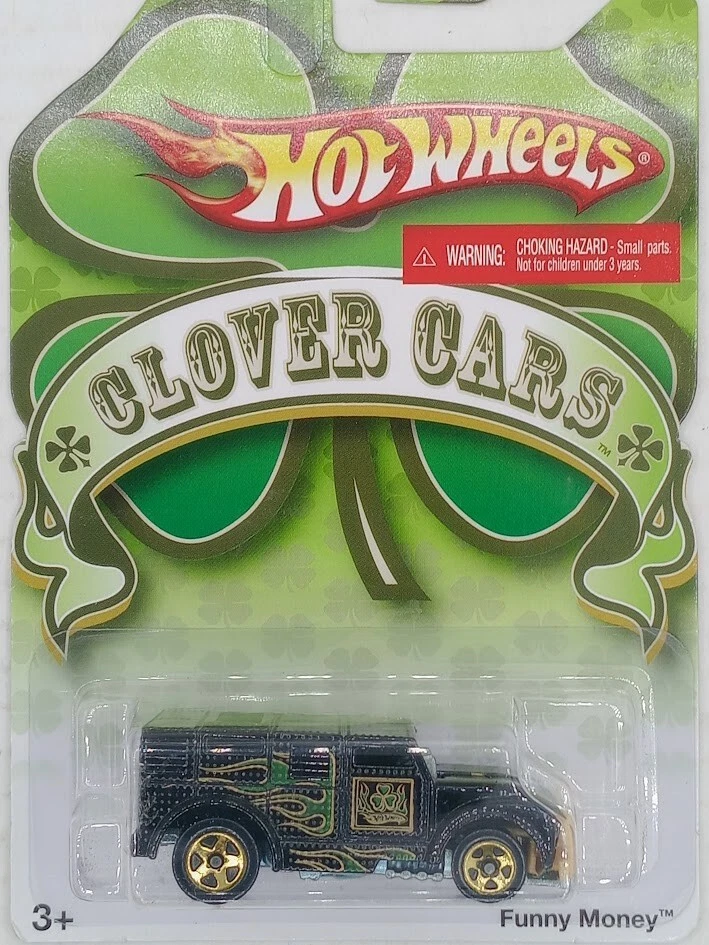 HOT WHEELS®
⚠ WARNING: CHOKING HAZARD - Small parts.
Not for children under 3 years.
CLOVER CARS™
3+
Funny Money™